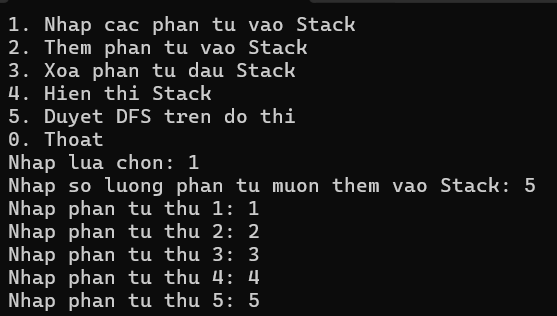 1. Nhap cac phan tu vao Stack
2. Them phan tu vao Stack
3. Xoa phan tu dau Stack
4. Hien thi Stack
5. Duyet DFS tren do thi
0. Thoat
Nhap lua chon: 1
Nhap so luong phan tu muon them vao Stack: 5
Nhap phan tu thu 1: 1
Nhap phan tu thu 2: 2
Nhap phan tu thu 3: 3
Nhap phan tu thu 4: 4
Nhap phan tu thu 5: 5